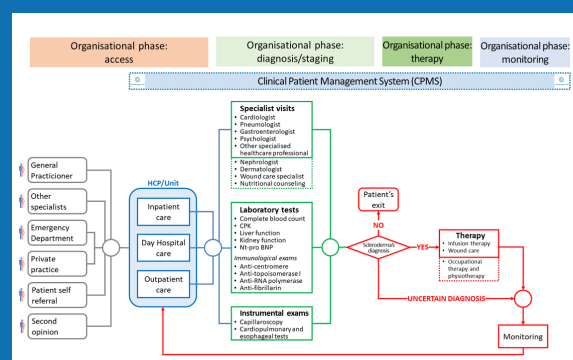 Organisational phase:
access
Organisational phase:
diagnosis/staging
Organisational phase:
therapy
Organisational phase:
monitoring
Clinical Patient Management System (CPMS)
General
Practicioner
Other
specialists
Emergency
Department
Private
practice
Patient self
referral
Second
opinion
HCP/Unit
Inpatient
care
Day Hospital
care
Outpatient
care
Specialist visits
• Cardiologist
• Pneumologist
• Gastroenterologist
• Psychologist
• Other specialised
healthcare professional
• Nephrologist
• Dermatologist
• Wound care specialist
• Nutritional counseling
Laboratory tests
• Complete blood count
• CPK
• Liver function
• Kidney function
• Nt-pro BNP
Immunological exams
• Anti-centromere
• Anti-topoisomerase I
• Anti-RNA polymerase
• Anti-fibrillarin
Instrumental exams
• Capillaroscopy
• Cardiopulmonary and
esophageal tests
Patient's
exit
NO
Scleroderma's
diagnosis
YES
Therapy
• Infusion therapy
• Wound care
• Occupational
therapy and
physiotherapy
UNCERTAIN DIAGNOSIS
Monitoring